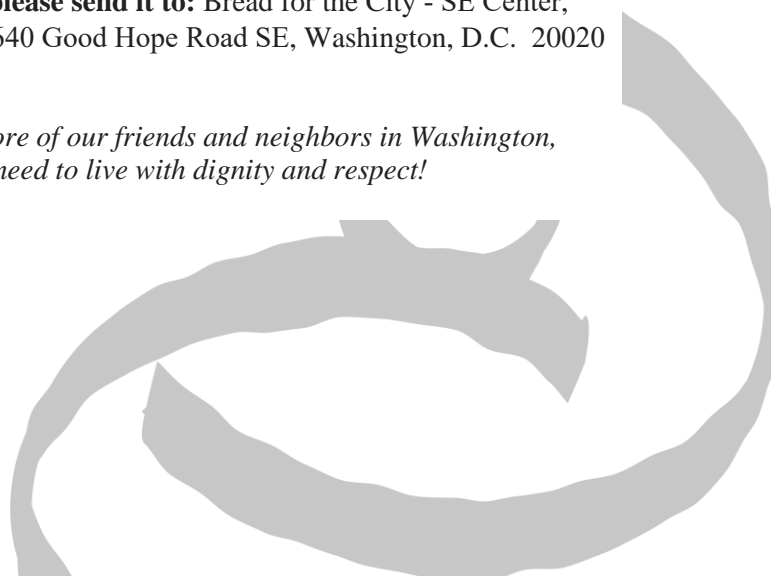 please send it to: Bread for the City - SE Center,
640 Good Hope Road SE, Washington, D.C. 20020
ore of our friends and neighbors in Washington,
need to live with dignity and respect!